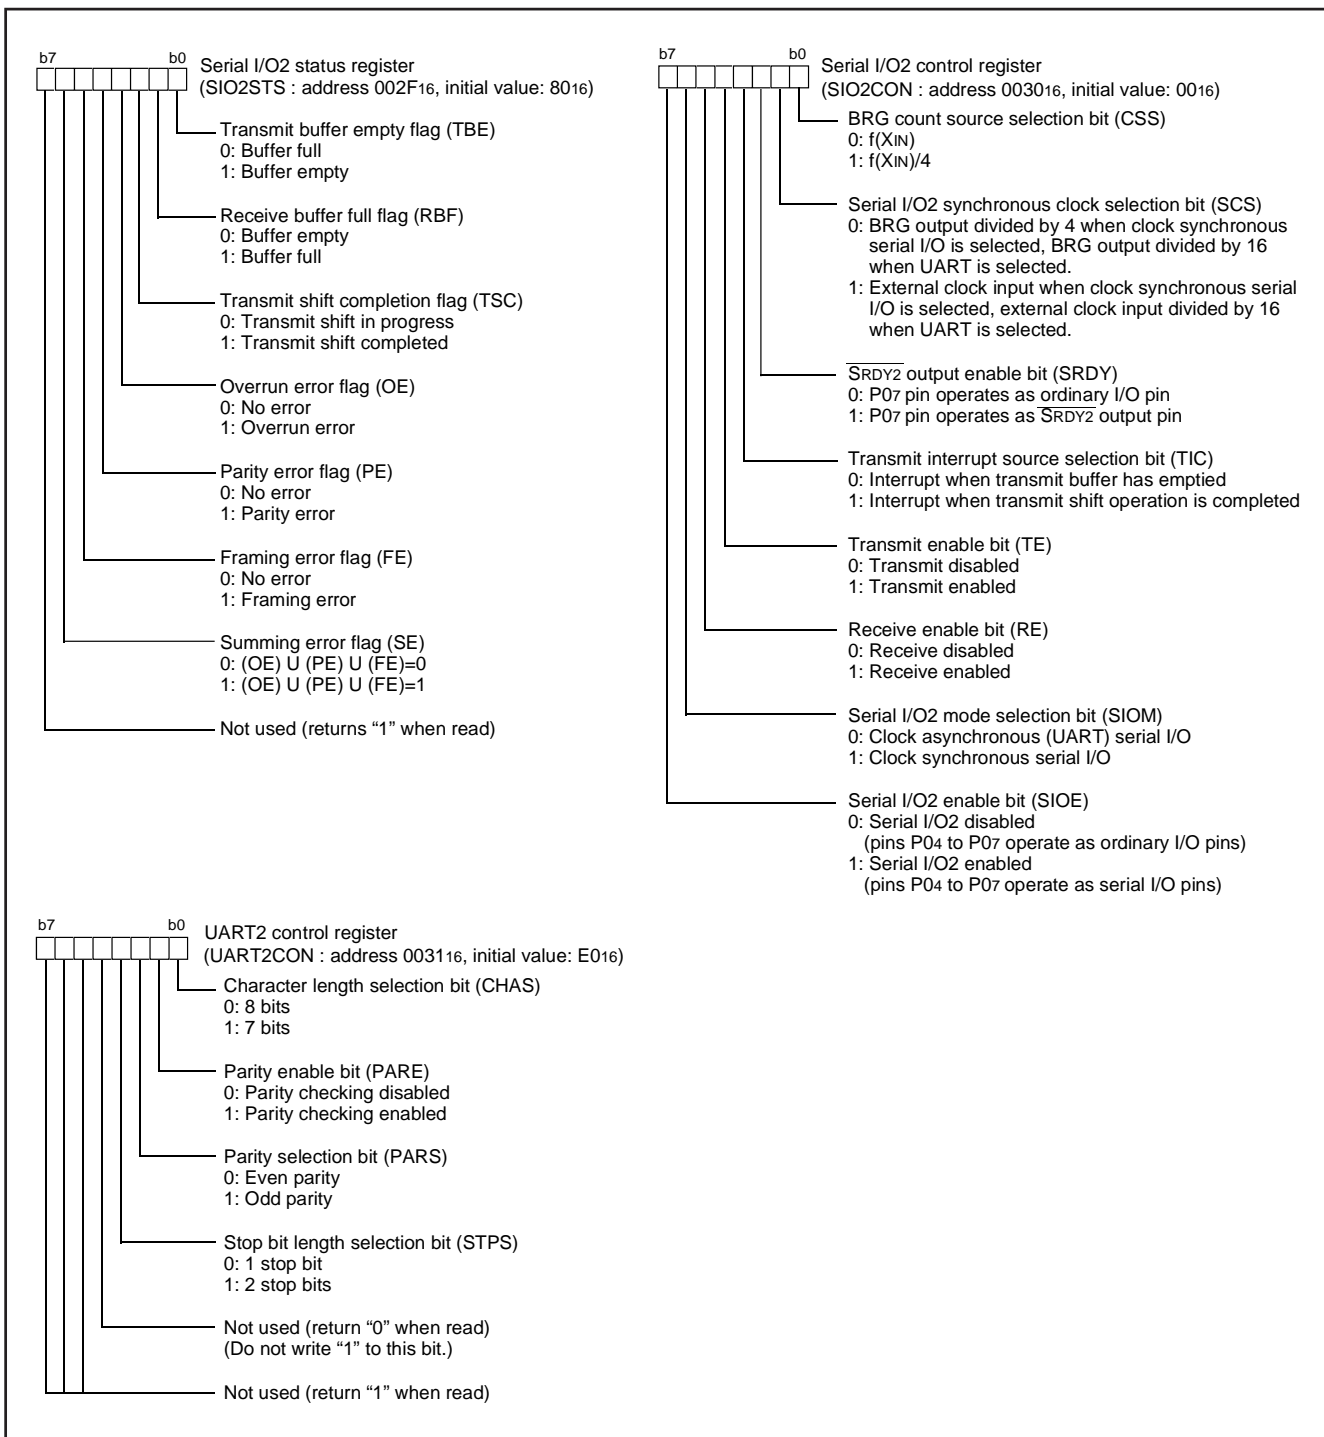 b7 b0
Serial I/O2 status register
(SIO2STS : address 002F16, initial value: 8016)
Transmit buffer empty flag (TBE)
0: Buffer full
1: Buffer empty
Receive buffer full flag (RBF)
0: Buffer empty
1: Buffer full
Transmit shift completion flag (TSC)
0: Transmit shift in progress
1: Transmit shift completed
Overrun error flag (OE)
0: No error
1: Overrun error
Parity error flag (PE)
0: No error
1: Parity error
Framing error flag (FE)
0: No error
1: Framing error
Summing error flag (SE)
0: (OE) U (PE) U (FE)=0
1: (OE) U (PE) U (FE)=1
Not used (returns “1” when read)
b7 b0
Serial I/O2 control register
(SIO2CON : address 003016, initial value: 0016)
BRG count source selection bit (CSS)
0: f(XIN)
1: f(XIN)/4
Serial I/O2 synchronous clock selection bit (SCS)
0: BRG output divided by 4 when clock synchronous
serial I/O is selected, BRG output divided by 16
when UART is selected.
1: External clock input when clock synchronous serial
I/O is selected, external clock input divided by 16
when UART is selected.
SRDY2 output enable bit (SRDY)
0: P07 pin operates as ordinary I/O pin
1: P07 pin operates as SRDY2 output pin
Transmit interrupt source selection bit (TIC)
0: Interrupt when transmit buffer has emptied
1: Interrupt when transmit shift operation is completed
Transmit enable bit (TE)
0: Transmit disabled
1: Transmit enabled
Receive enable bit (RE)
0: Receive disabled
1: Receive enabled
Serial I/O2 mode selection bit (SIOM)
0: Clock asynchronous (UART) serial I/O
1: Clock synchronous serial I/O
Serial I/O2 enable bit (SIOE)
0: Serial I/O2 disabled
(pins P04 to P07 operate as ordinary I/O pins)
1: Serial I/O2 enabled
(pins P04 to P07 operate as serial I/O pins)
b7 b0
UART2 control register
(UART2CON : address 003116, initial value: E016)
Character length selection bit (CHAS)
0: 8 bits
1: 7 bits
Parity enable bit (PARE)
0: Parity checking disabled
1: Parity checking enabled
Parity selection bit (PARS)
0: Even parity
1: Odd parity
Stop bit length selection bit (STPS)
0: 1 stop bit
1: 2 stop bits
Not used (return “0” when read)
(Do not write “1” to this bit.)
Not used (return “1” when read)